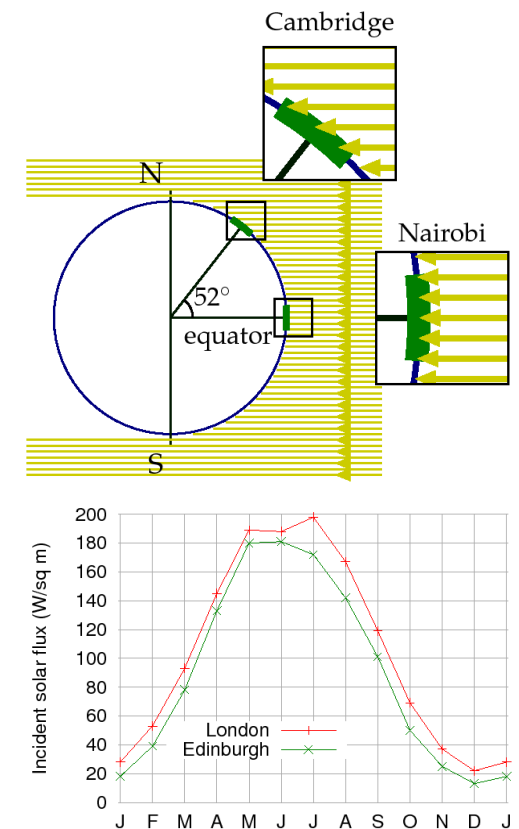 Cambridge
N
Nairobi
52°
equator
S
Incident solar flux (W/sq m)
200
180
160
140
120
100
80
60
40
20
0
London
Edinburgh
J F M A M J J A S O N D J